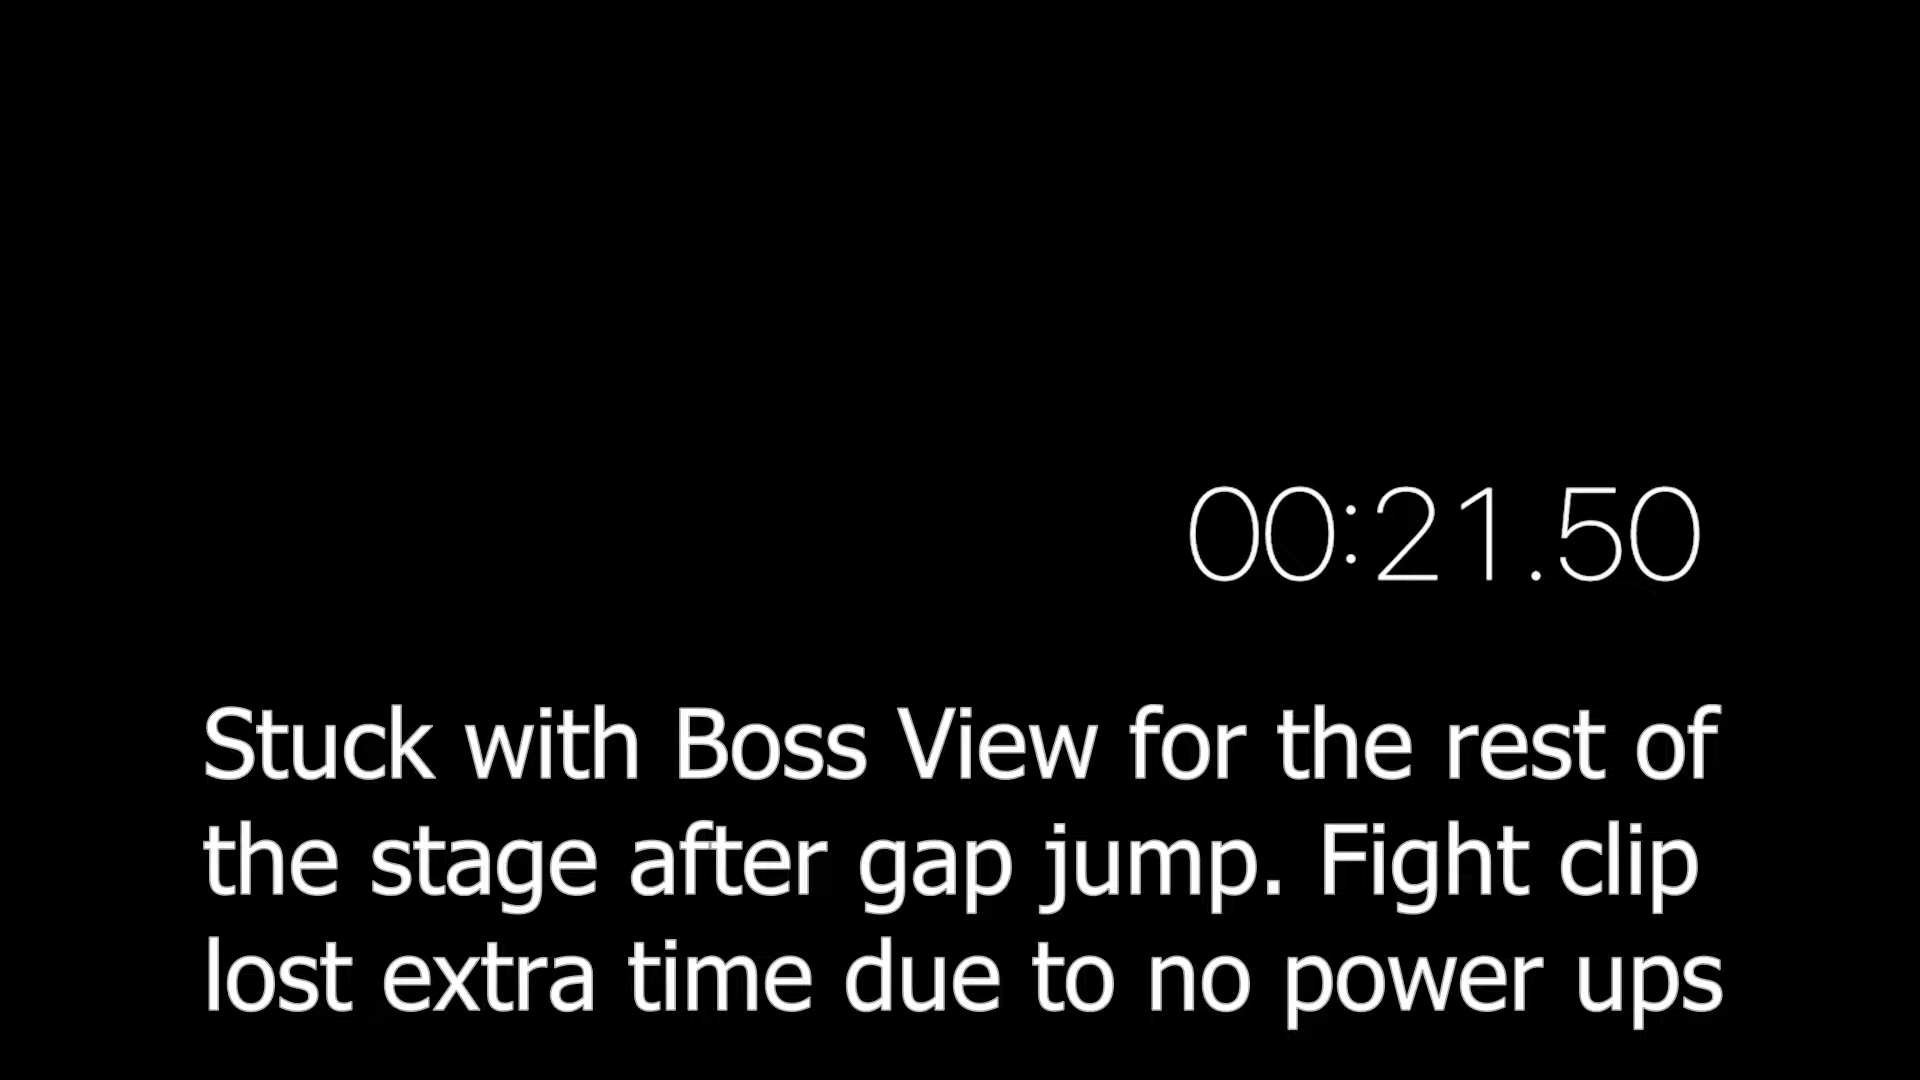 00:21.50
Stuck with Boss View for the rest of
the stage after gap jump. Fight clip
lost extra time due to no power ups